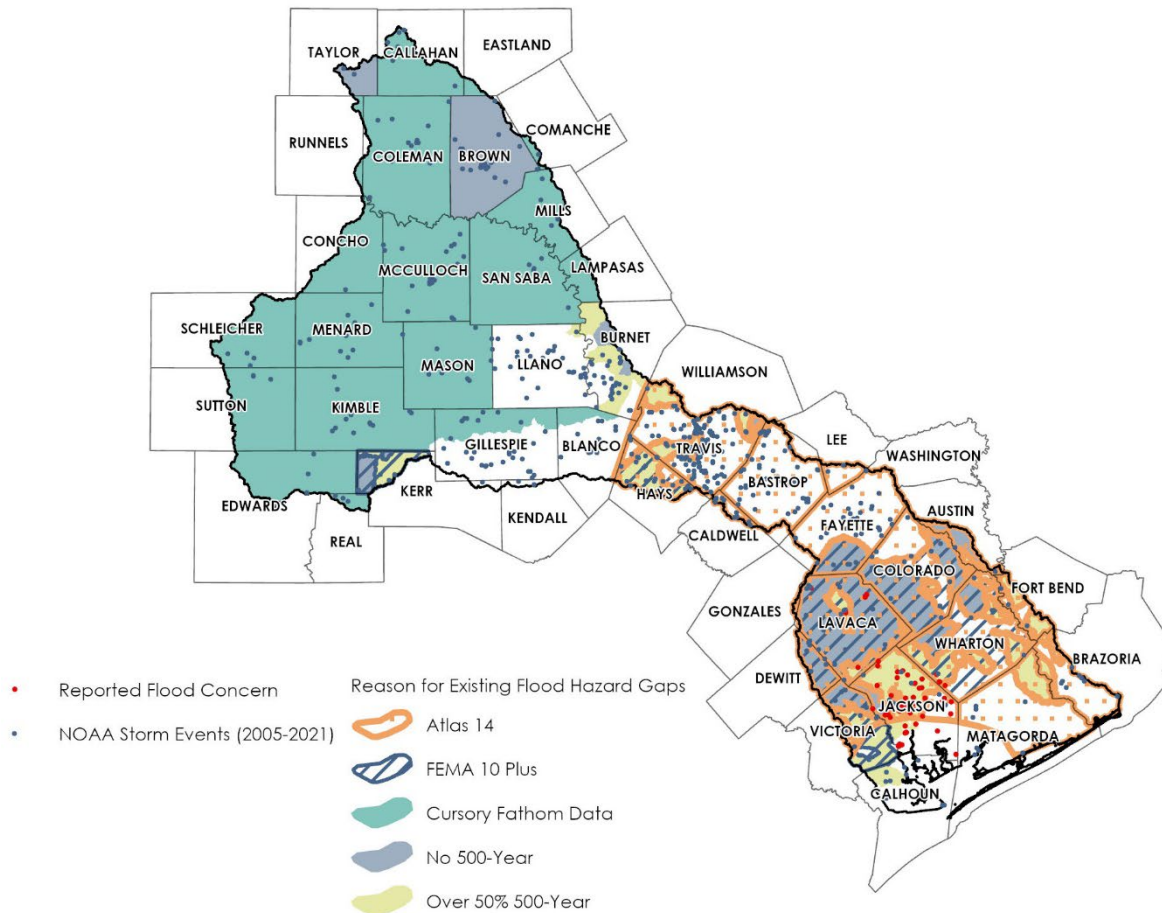 TAYLOR
CALLAHAN
EASTLAND
RUNNELS
COLEMAN
BROWN
COMANCHE
MILLS
CONCHO
MCCULLOCH
SAN SABA
LAMPASAS
SCHLEICHER
MENARD
BURNET
MASON
LLANO
WILLIAMSON
SUTTON
KIMBLE
GILLESPIE
BLANCO
TRAVIS
LEE
WASHINGTON
BASTROP
EDWARDS
KERR
HAYS
KENDALL
REAL
CALDWELL
FAYETTE
AUSTIN
COLORADO
FORT BEND
GONZALES
LAVACA
WHARTON
BRAZORIA
DEWITT
JACKSON
VICTORIA
MATAGORDA
CALHOUN
Reported Flood Concern
NOAA Storm Events (2005-2021)
Reason for Existing Flood Hazard Gaps
Atlas 14
FEMA 10 Plus
Cursory Fathom Data
No 500-Year
Over 50% 500-Year